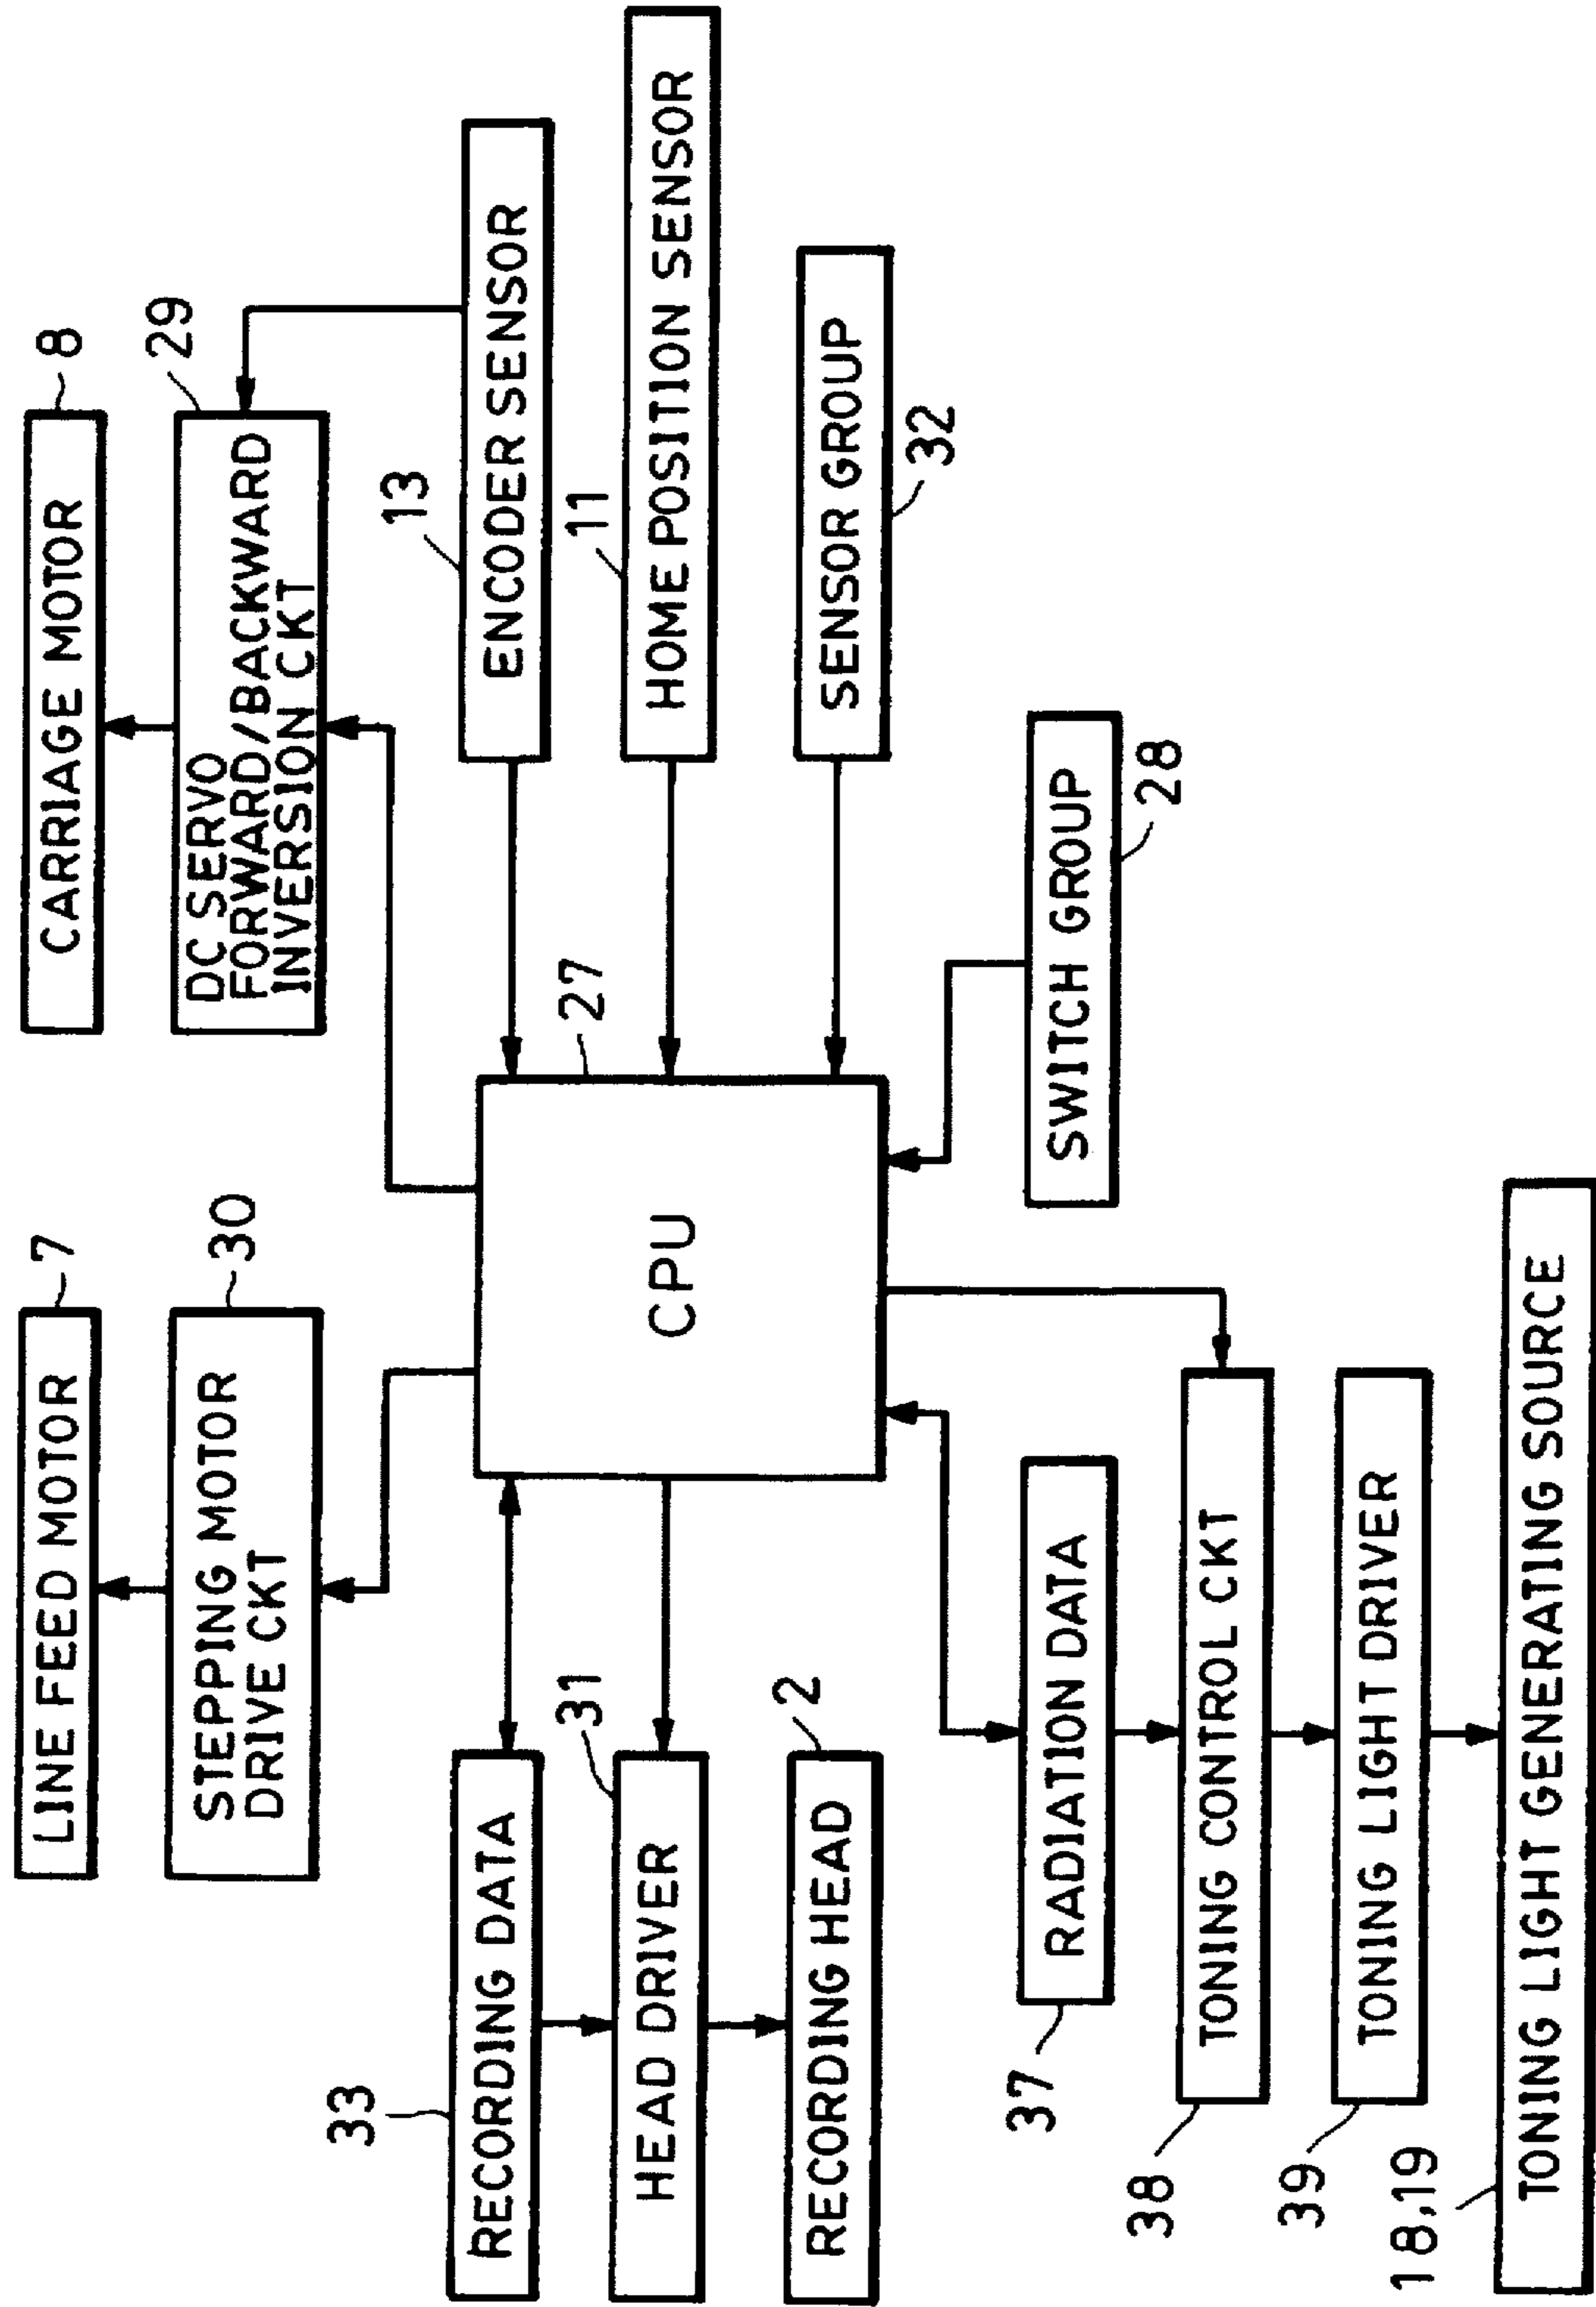 LINE FEED MOTOR
7
CARRIAGE MOTOR
8
STEPPING MOTOR
DRIVE CKT
30
DC SERVO
FORWARD/BACKWARD
INVERSION CKT
29
33
RECORDING DATA
31
HEAD DRIVER
2
RECORDING HEAD
CPU
27
13
ENCODER SENSOR
11
HOME POSITION SENSOR
SENSOR GROUP
32
SWITCH GROUP
28
37
RADIATION DATA
38
TONING CONTROL CKT
39
TONING LIGHT DRIVER
18,19
TONING LIGHT GENERATING SOURCE